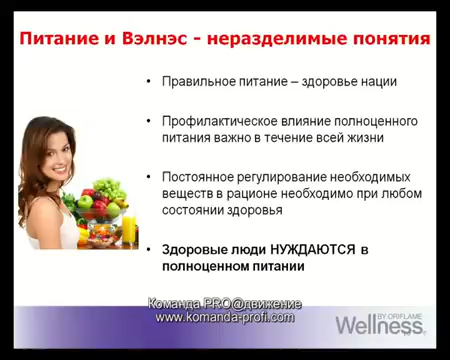 Питание и Вэлнэс - неразделимые понятия
• Правильное питание – здоровье нации
• Профилактическое влияние полноценного
питания важно в течение всей жизни
• Постоянное регулирование необходимых
веществ в рационе необходимо при любом
состоянии здоровья
• Здоровые люди НУЖДАЮТСЯ в
полноценном питании
Команда PRO@движение
www.komanda-profi.com
BY ORIFLAME
Wellness